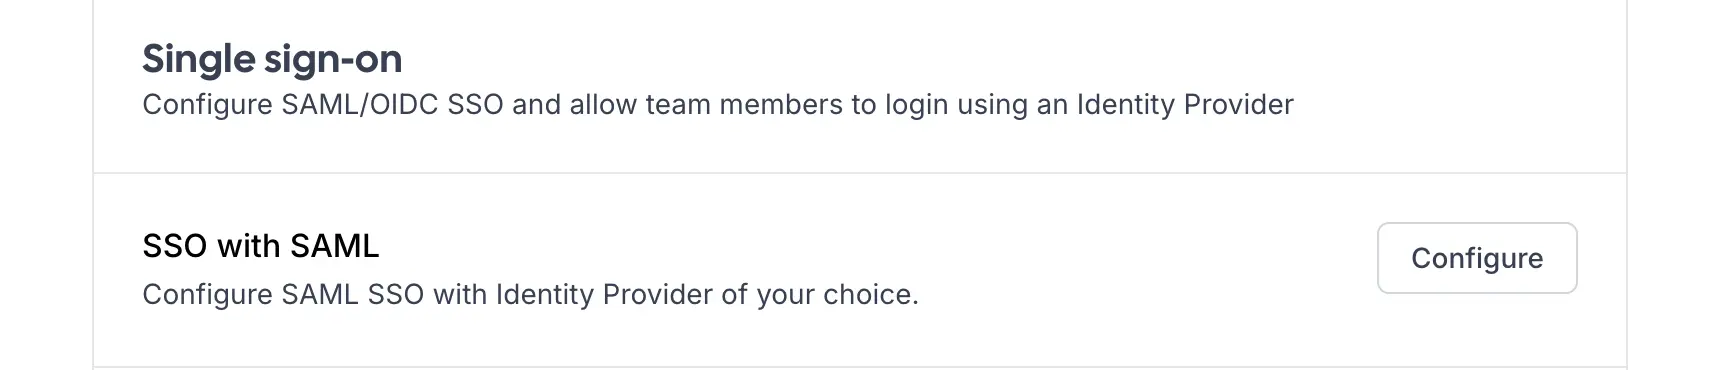 Single sign-on
Configure SAML/OIDC SSO and allow team members to login using an Identity Provider
SSO with SAML
Configure
Configure SAML SSO with Identity Provider of your choice.